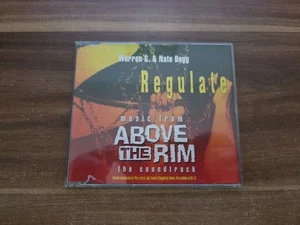 Warren G. & Nate Dogg
Regulate
music from
ABOVE
THE RIM
the soundtrack